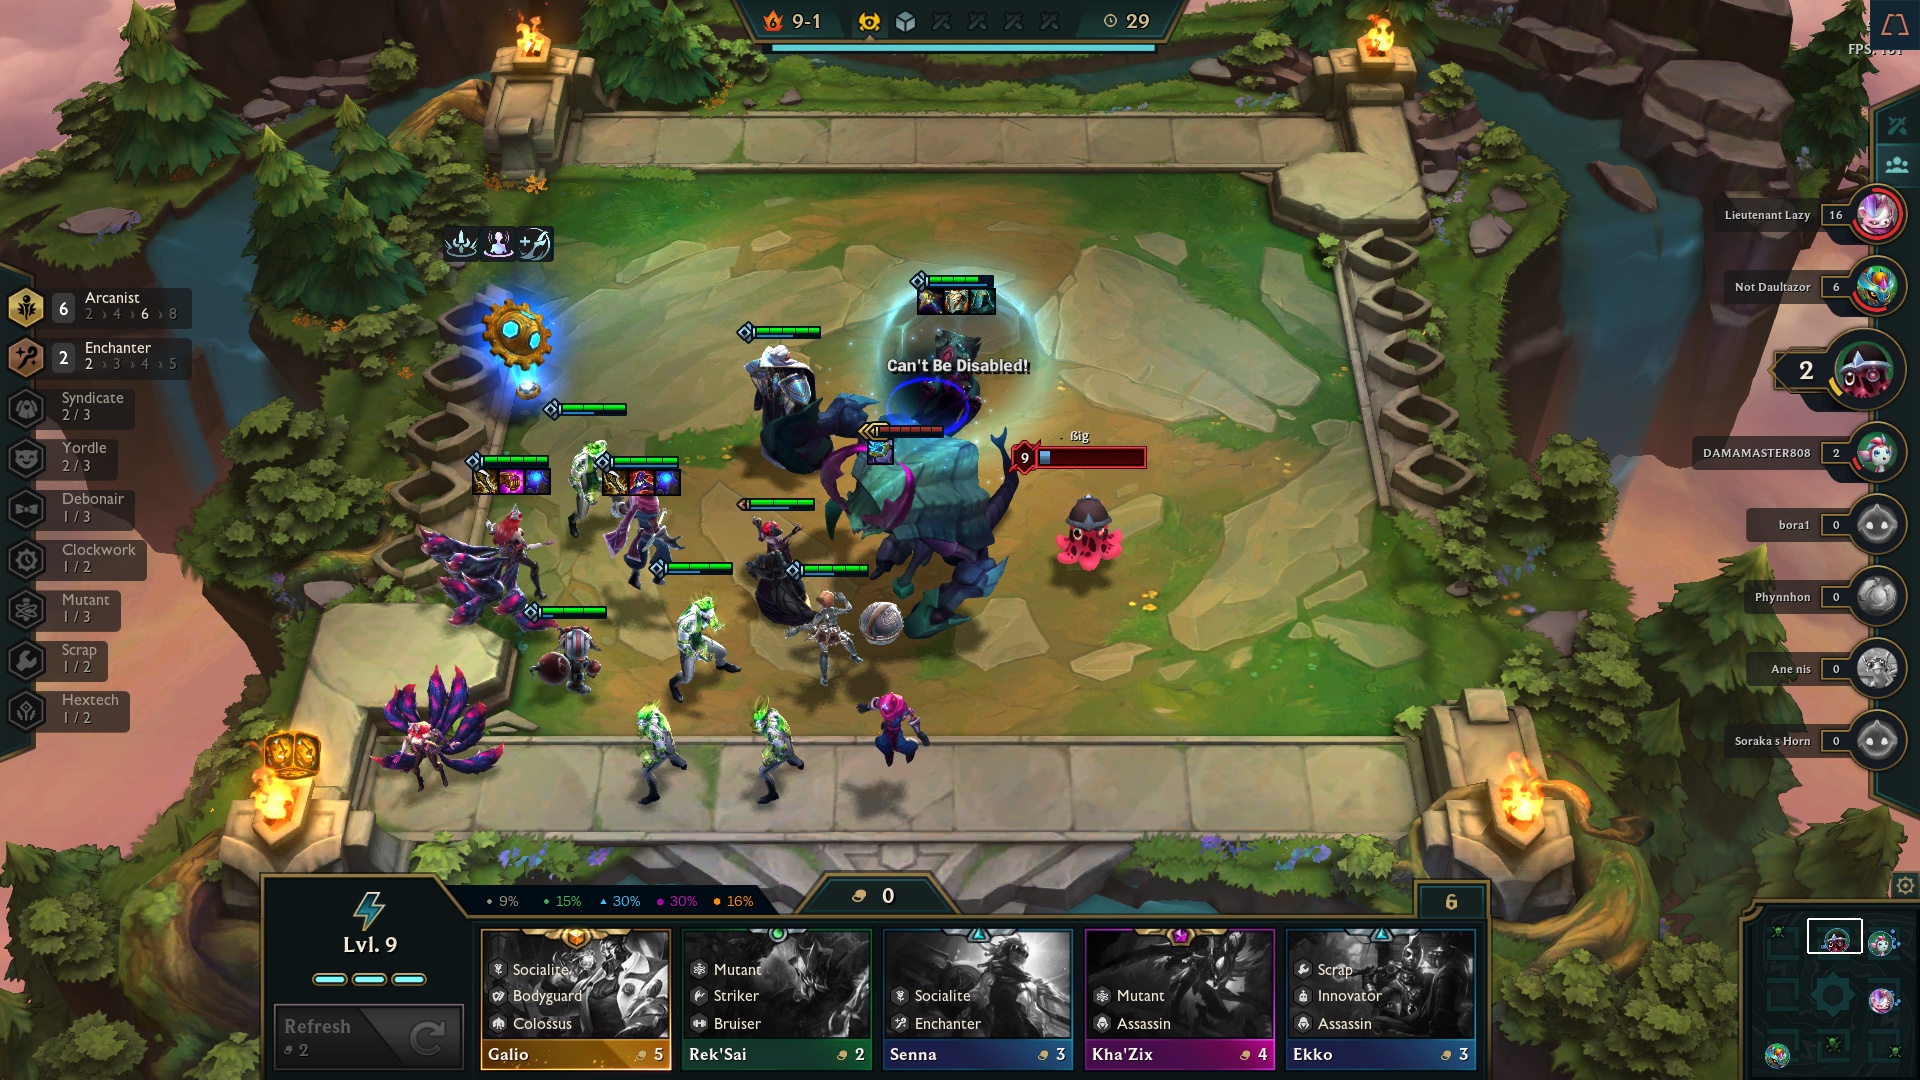 9-1
29
FPS: 161
Lieutenant Lazy 16
Not Daultazor 6
2
DAMAMASTER808 2
bora1 0
Phynnhon 0
Ane nis 0
Soraka s Horn 0
6 Arcanist
2 › 4 › 6 › 8
2 Enchanter
2 › 3 › 4 › 5
Syndicate
2 / 3
Yordle
2 / 3
Debonair
1 / 3
Clockwork
1 / 2
Mutant
1 / 3
Scrap
1 / 2
Hextech
1 / 2
Can't Be Disabled!
ßig
9
9% 15% 30% 30% 16%
0
6
Lvl. 9
Refresh
2
Socialite
Bodyguard
Colossus
Galio 5
Mutant
Striker
Bruiser
Rek'Sai 2
Socialite
Enchanter
Senna 3
Mutant
Assassin
Kha'Zix 4
Scrap
Innovator
Assassin
Ekko 3